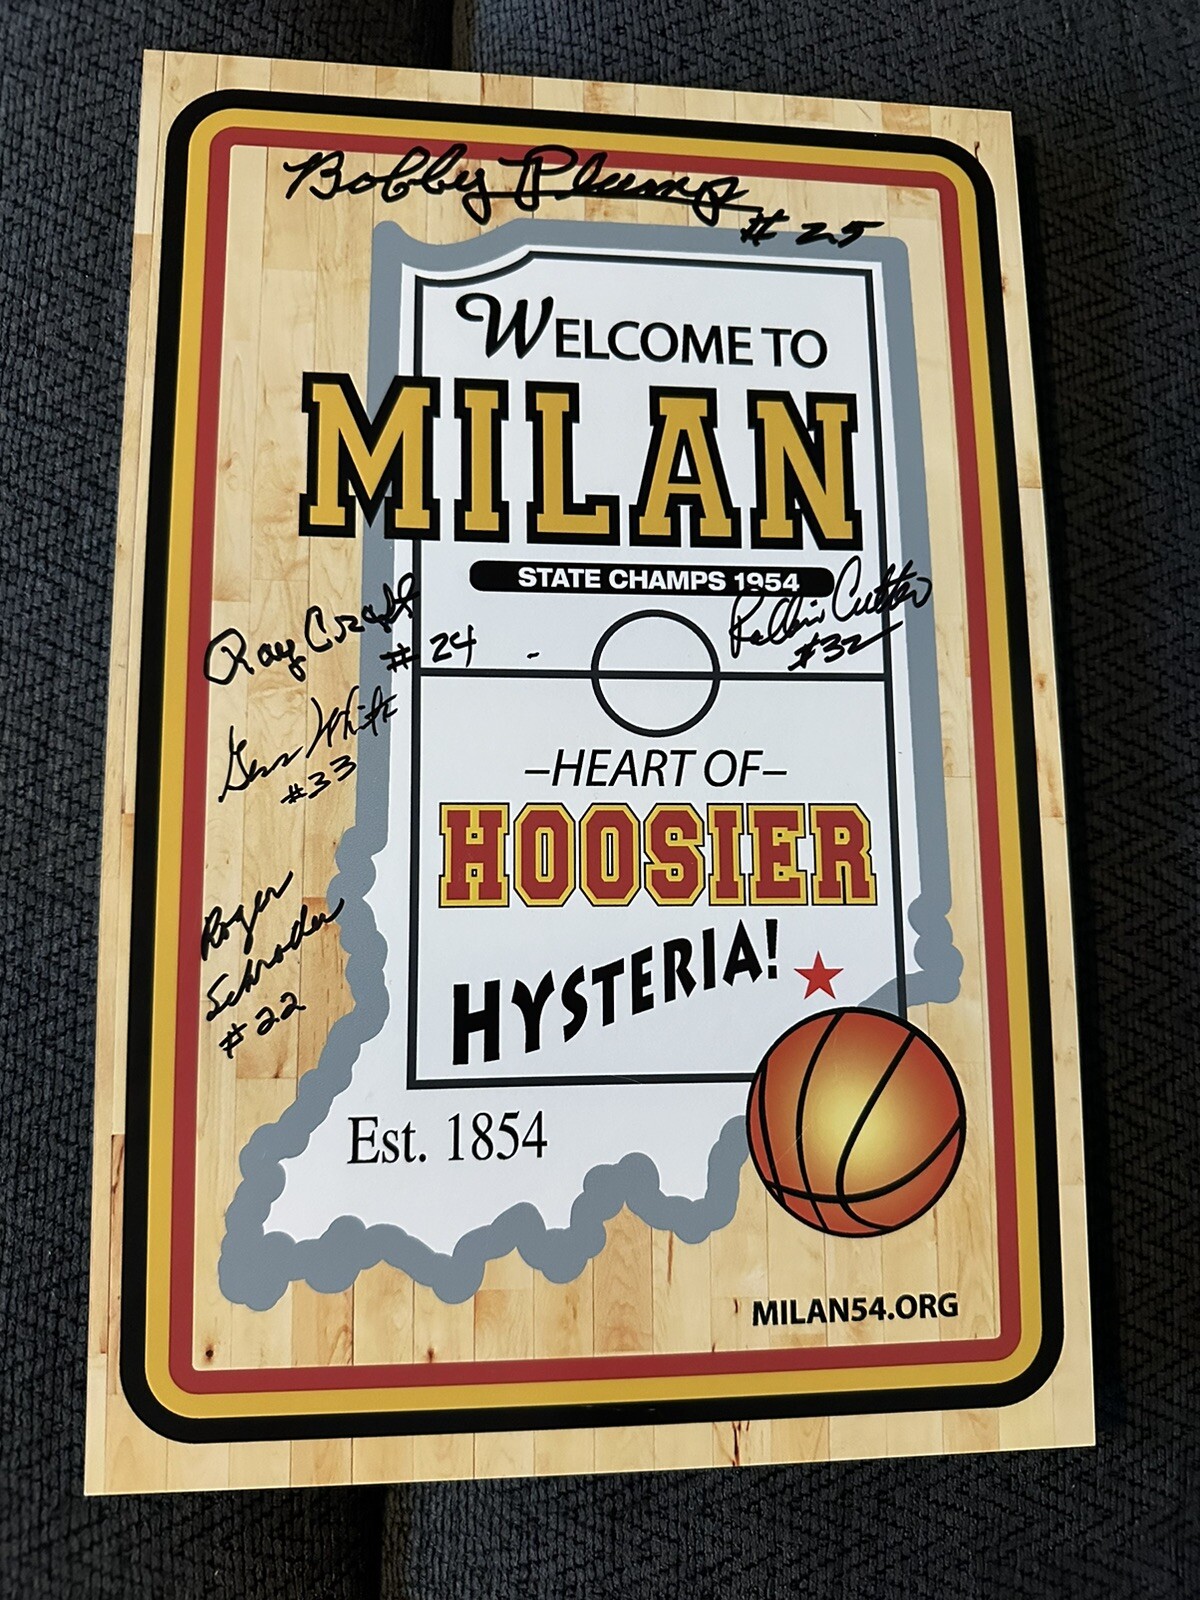 Bobby Plump
# 25
WELCOME TO
MILAN
STATE CHAMPS 1954
Ray Craft
# 24
Rollin Cutter
#32
Gene White
#33
-HEART OF-
HOOSIER
HYSTERIA!
Roger
Schroder
# 22
Est. 1854
MILAN54.ORG